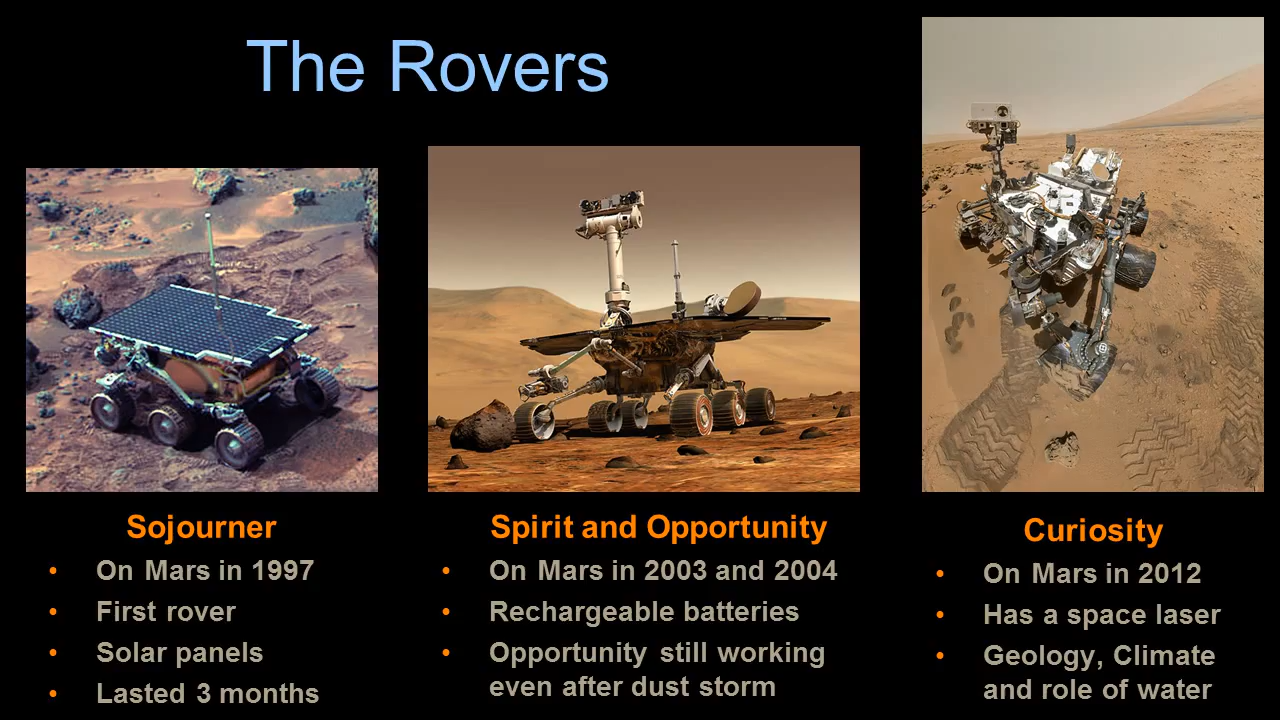 The Rovers
Sojourner
• On Mars in 1997
• First rover
• Solar panels
• Lasted 3 months
Spirit and Opportunity
• On Mars in 2003 and 2004
• Rechargeable batteries
• Opportunity still working
even after dust storm
Curiosity
• On Mars in 2012
• Has a space laser
• Geology, Climate
and role of water